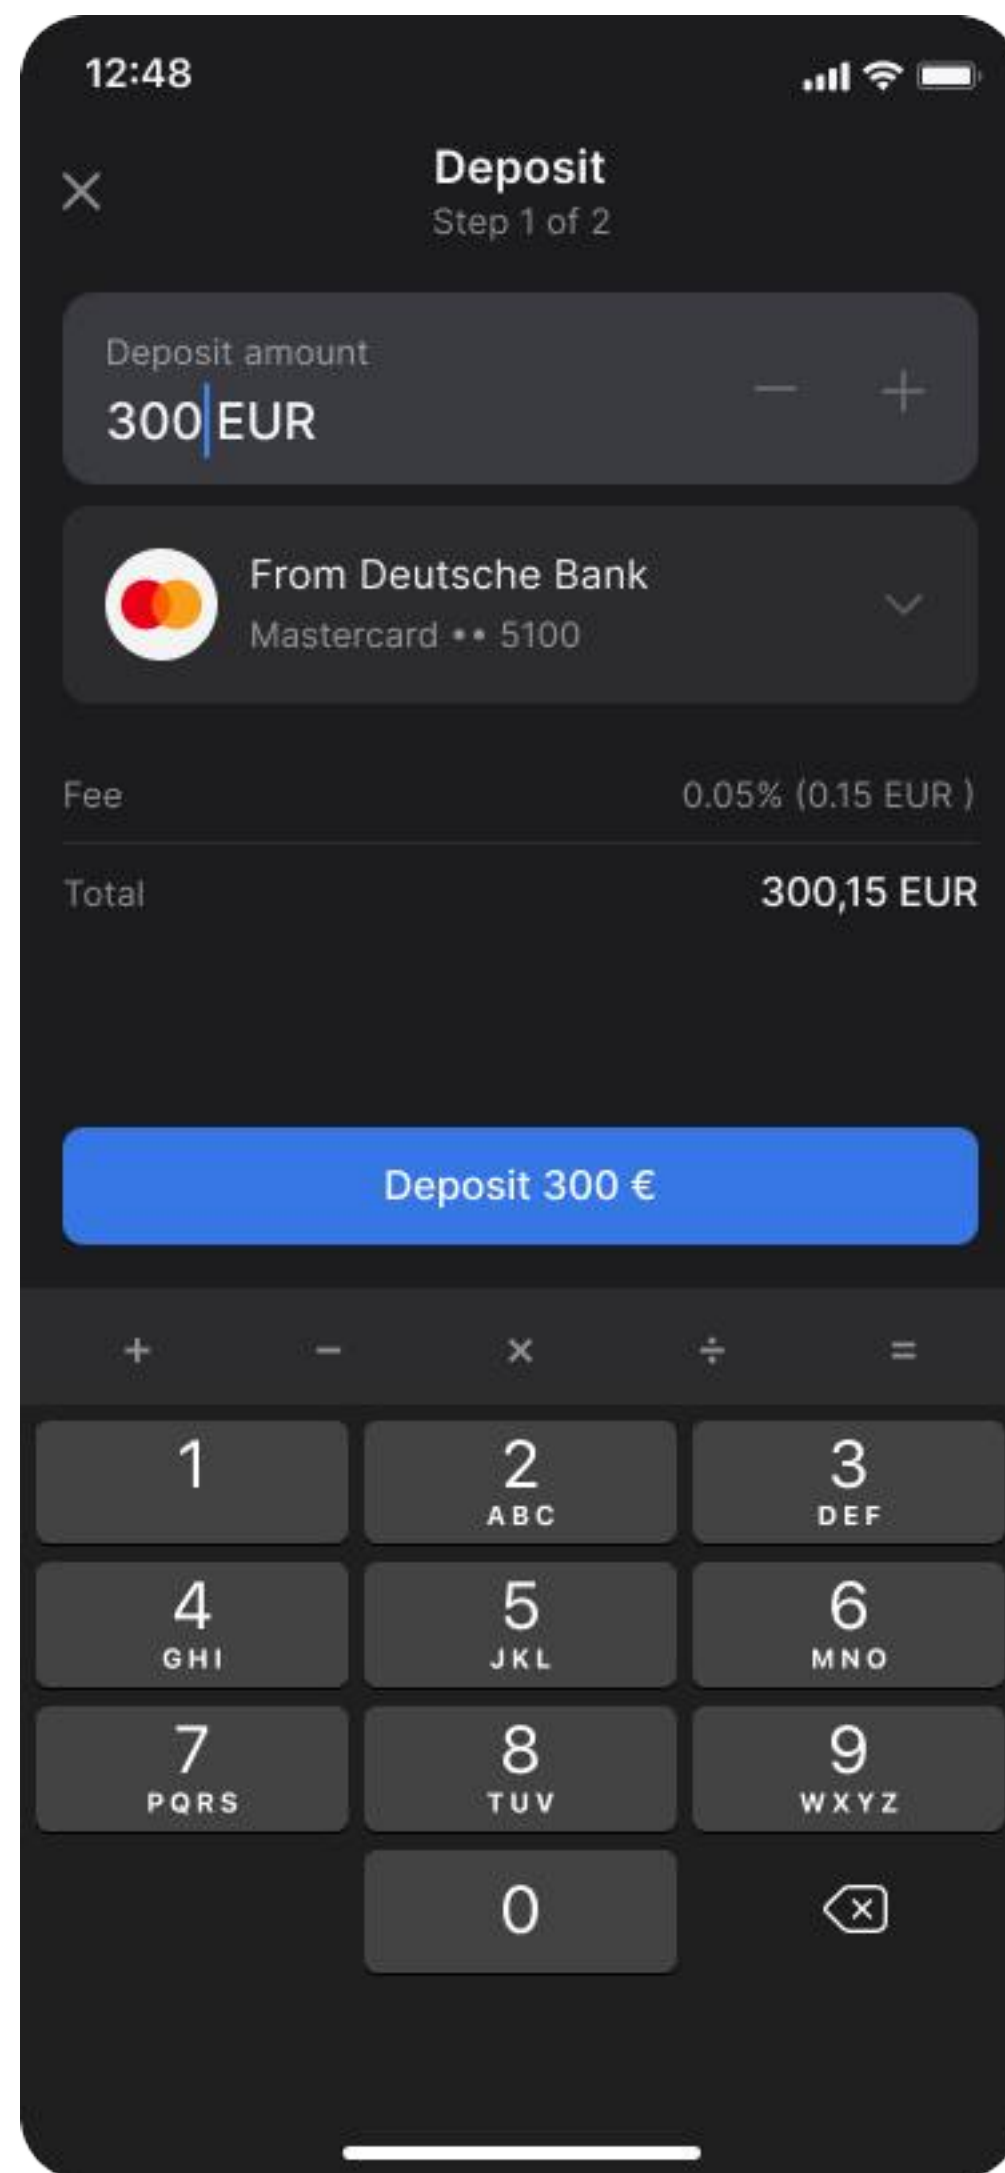 12:48
Deposit
Step 1 of 2
Deposit amount
300 EUR
From Deutsche Bank
Mastercard •• 5100
Fee 0.05% (0.15 EUR )
Total 300,15 EUR
Deposit 300 €
+ − × ÷ =
1 2 3
ABC DEF
4 5 6
GHI JKL MNO
7 8 9
PQRS TUV WXYZ
0